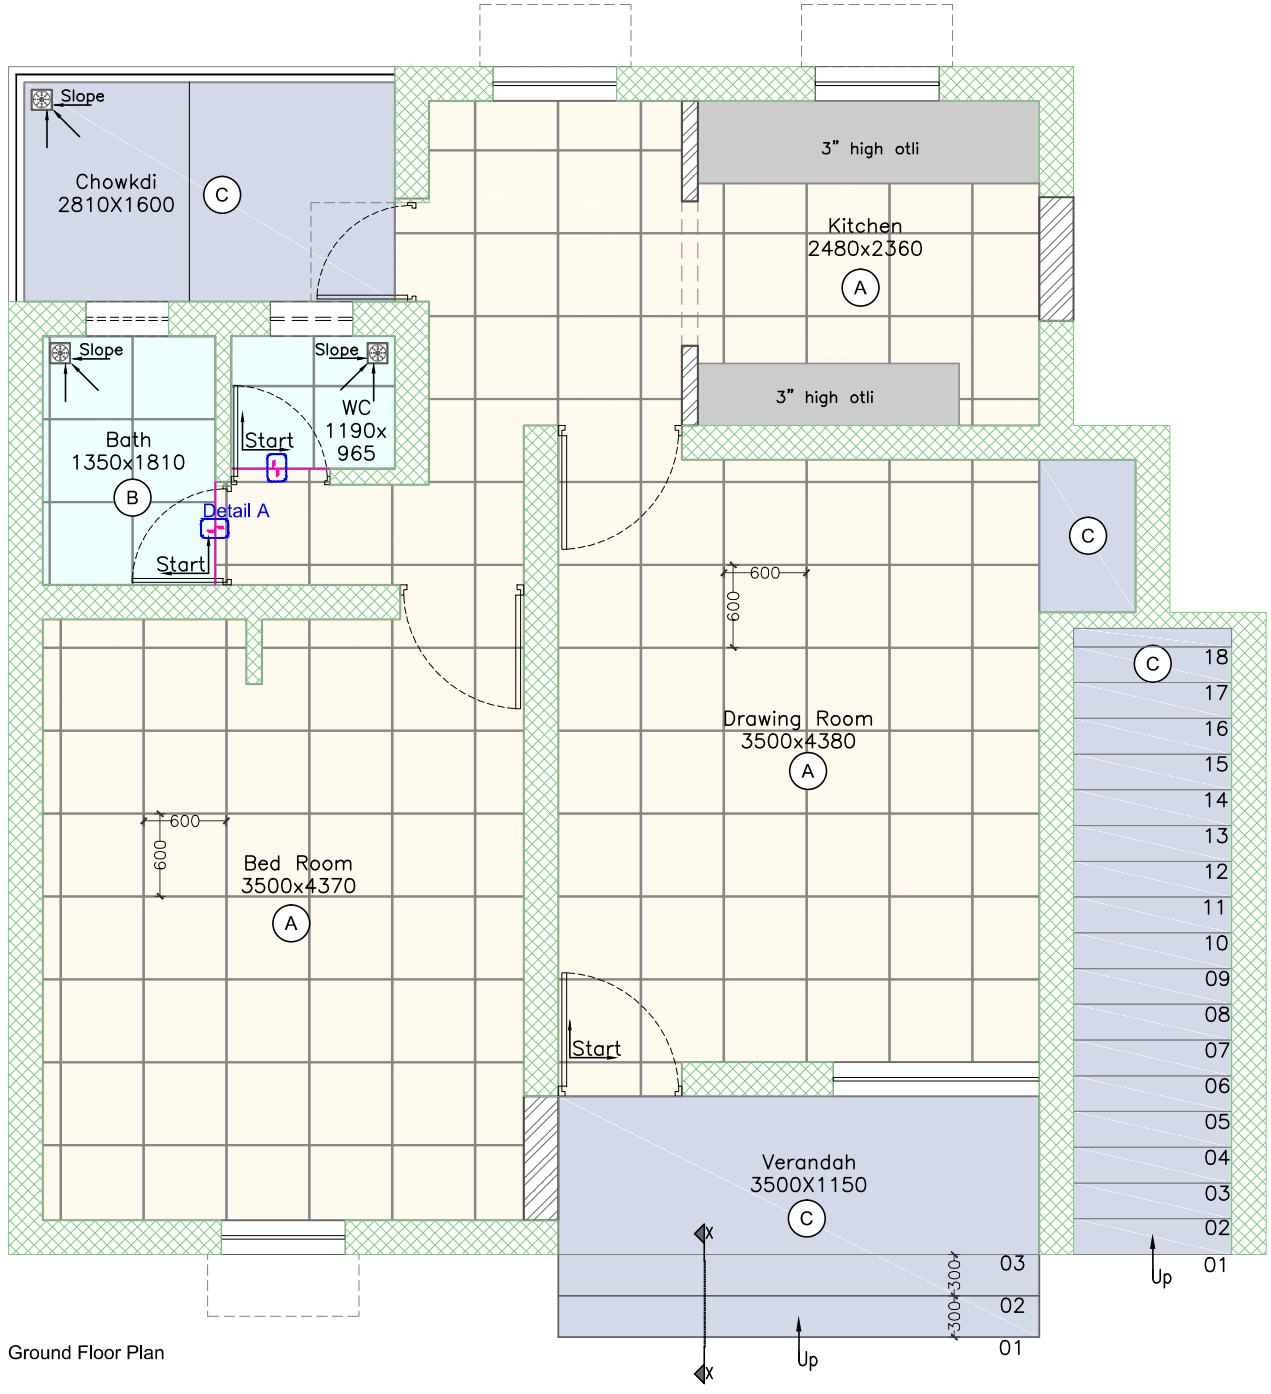 Slope
Chowkdi
2810X1600
C
3" high otli
Kitchen
2480x2360
A
3" high otli
Slope
Slope
WC
1190x
965
Start
Bath
1350x1810
B
Detail A
Start
C
600
600
C
18
17
16
15
14
13
12
11
10
09
08
07
06
05
04
03
02
01
Up
Drawing Room
3500x4380
A
600
600
Bed Room
3500x4370
A
Start
Verandah
3500X1150
C
X
X
03
02
01
300
300
Up
Ground Floor Plan